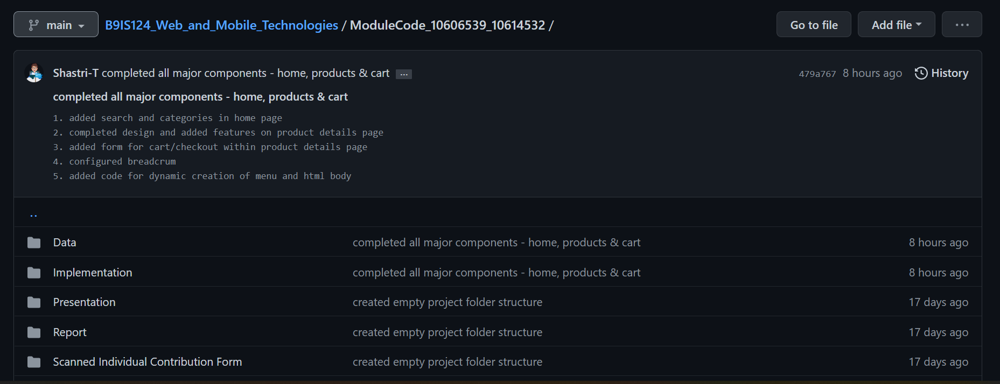 main B9IS124_Web_and_Mobile_Technologies / ModuleCode_10606539_10614532 / Go to file Add file ...
Shastri-T completed all major components - home, products & cart ... 479a767 8 hours ago History
completed all major components - home, products & cart
1. added search and categories in home page
2. completed design and added features on product details page
3. added form for cart/checkout within product details page
4. configured breadcrum
5. added code for dynamic creation of menu and html body
..
Data completed all major components - home, products & cart 8 hours ago
Implementation completed all major components - home, products & cart 8 hours ago
Presentation created empty project folder structure 17 days ago
Report created empty project folder structure 17 days ago
Scanned Individual Contribution Form created empty project folder structure 17 days ago